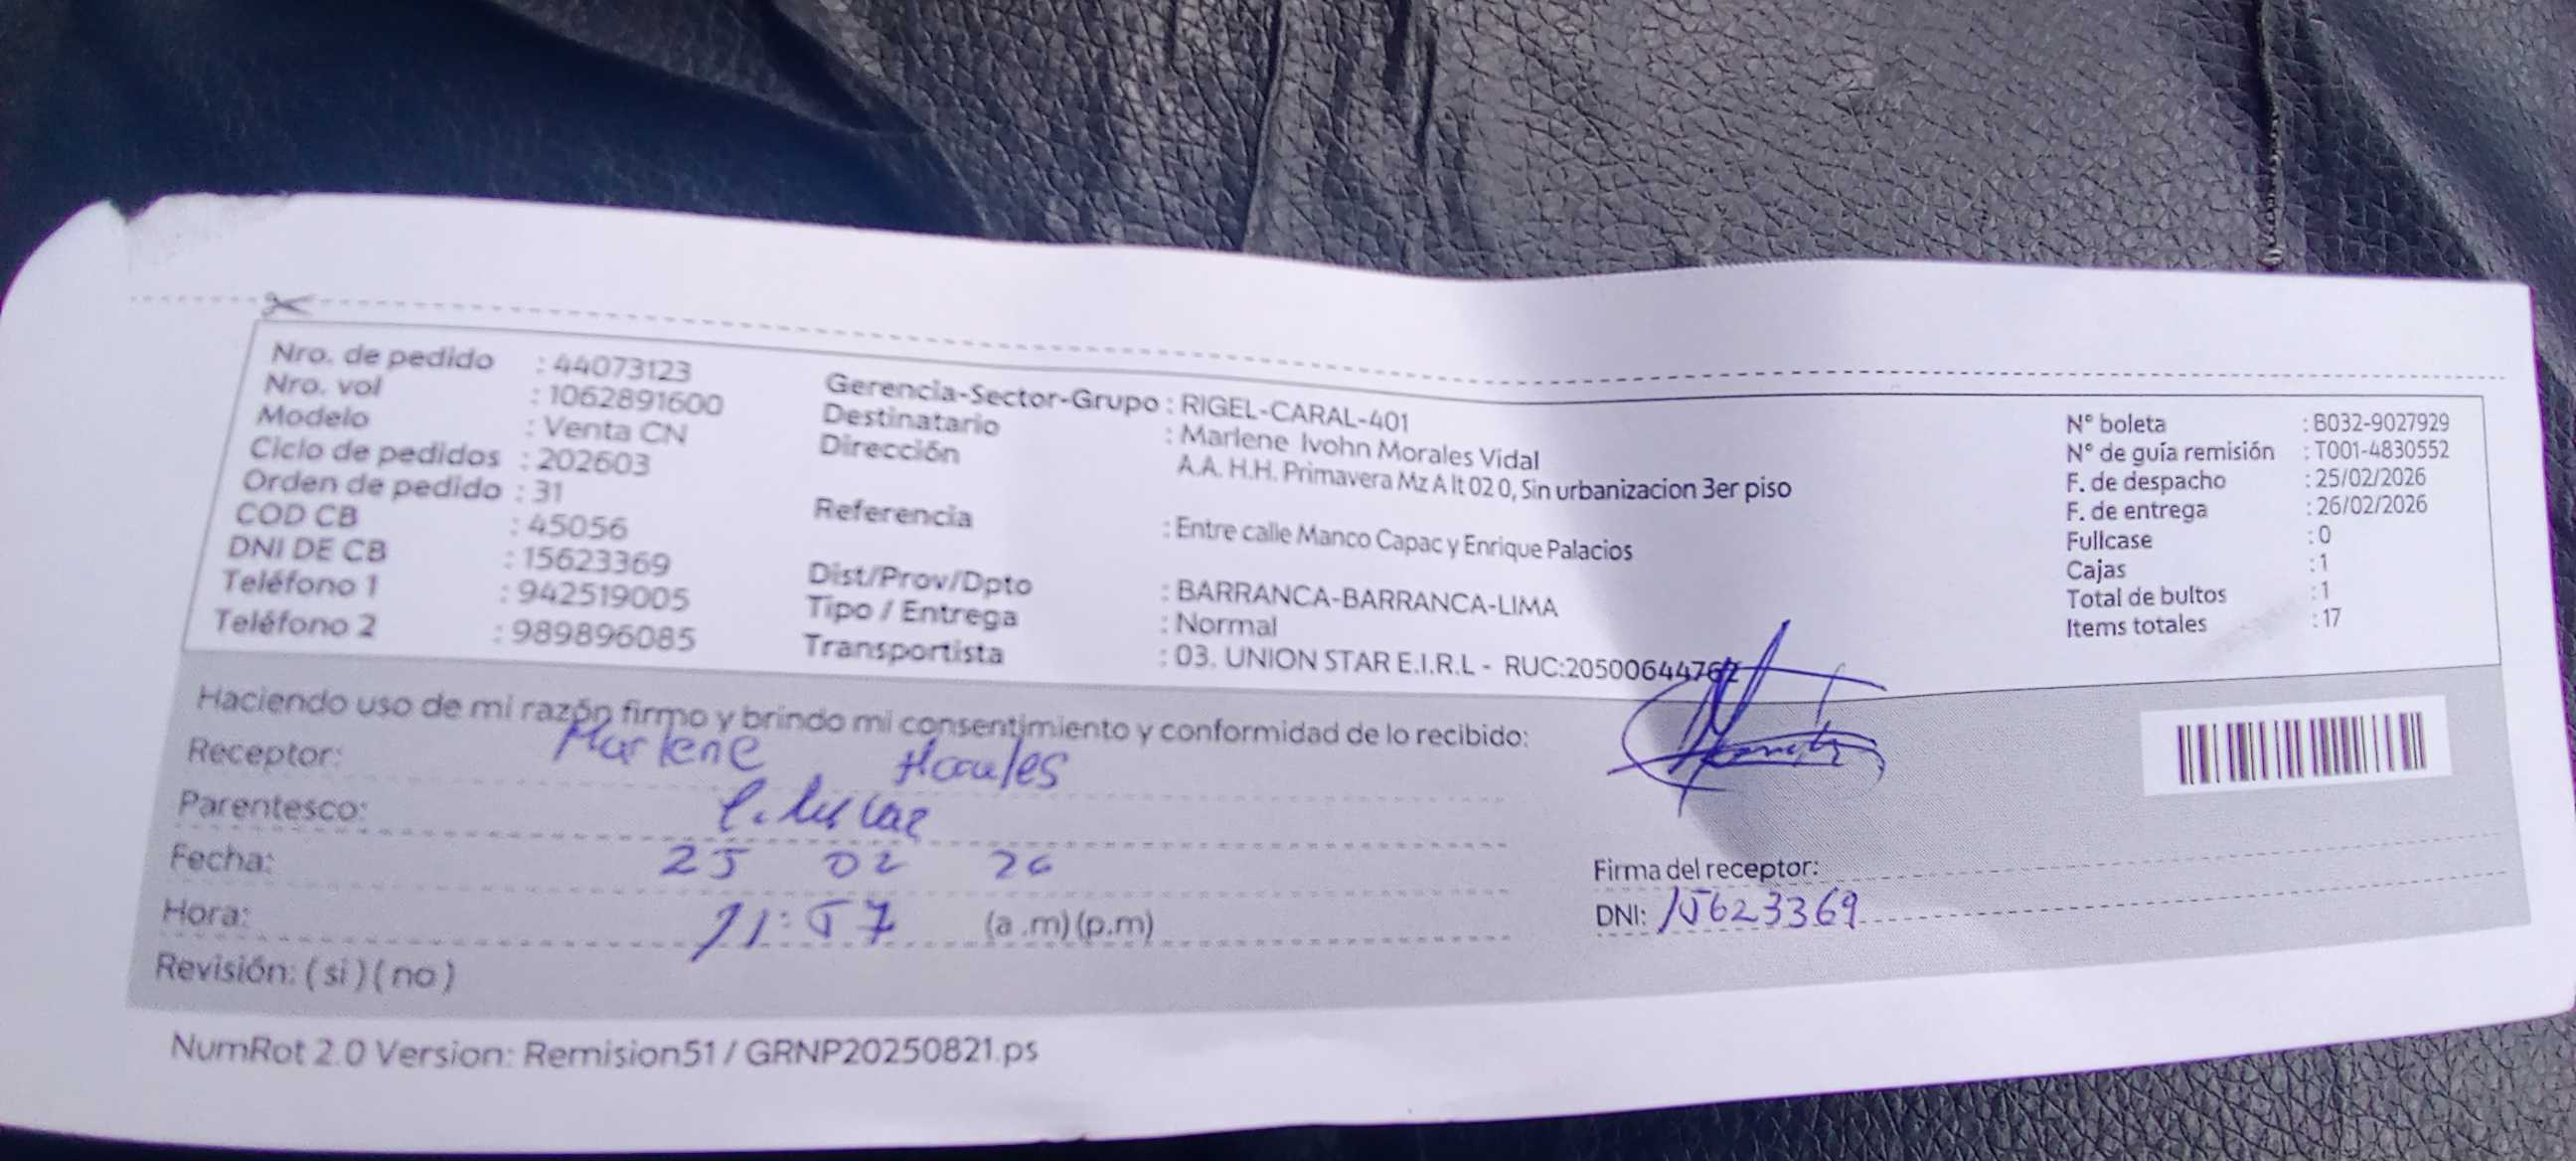 Nro. de pedido : 44073123
Nro. vol : 1062891600
Modelo : Venta CN
Ciclo de pedidos : 202603
Orden de pedido : 31
COD CB : 45056
DNI DE CB : 15623369
Teléfono 1 : 942519005
Teléfono 2 : 989896085
Gerencia-Sector-Grupo : RIGEL-CARAL-401
Destinatario : Marlene Ivohn Morales Vidal
Dirección A.A. H.H. Primavera Mz A lt 02 0, Sin urbanizacion 3er piso
Referencia : Entre calle Manco Capac y Enrique Palacios
Dist/Prov/Dpto : BARRANCA-BARRANCA-LIMA
Tipo / Entrega : Normal
Transportista : 03. UNION STAR E.I.R.L - RUC:20500644762
N° boleta : B032-9027929
N° de guía remisión : T001-4830552
F. de despacho : 25/02/2026
F. de entrega : 26/02/2026
Fullcase : 0
Cajas : 1
Total de bultos : 1
Items totales : 17
Haciendo uso de mi razón firmo y brindo mi consentimiento y conformidad de lo recibido:
Receptor: Marlene Morales
Parentesco:
Fecha: 25 02 26
Hora: 11:57 (a .m) (p.m)
Revisión: ( si ) ( no )
Firma del receptor:
DNI: 15623369
NumRot 2.0 Version: Remision51 / GRNP20250821.ps